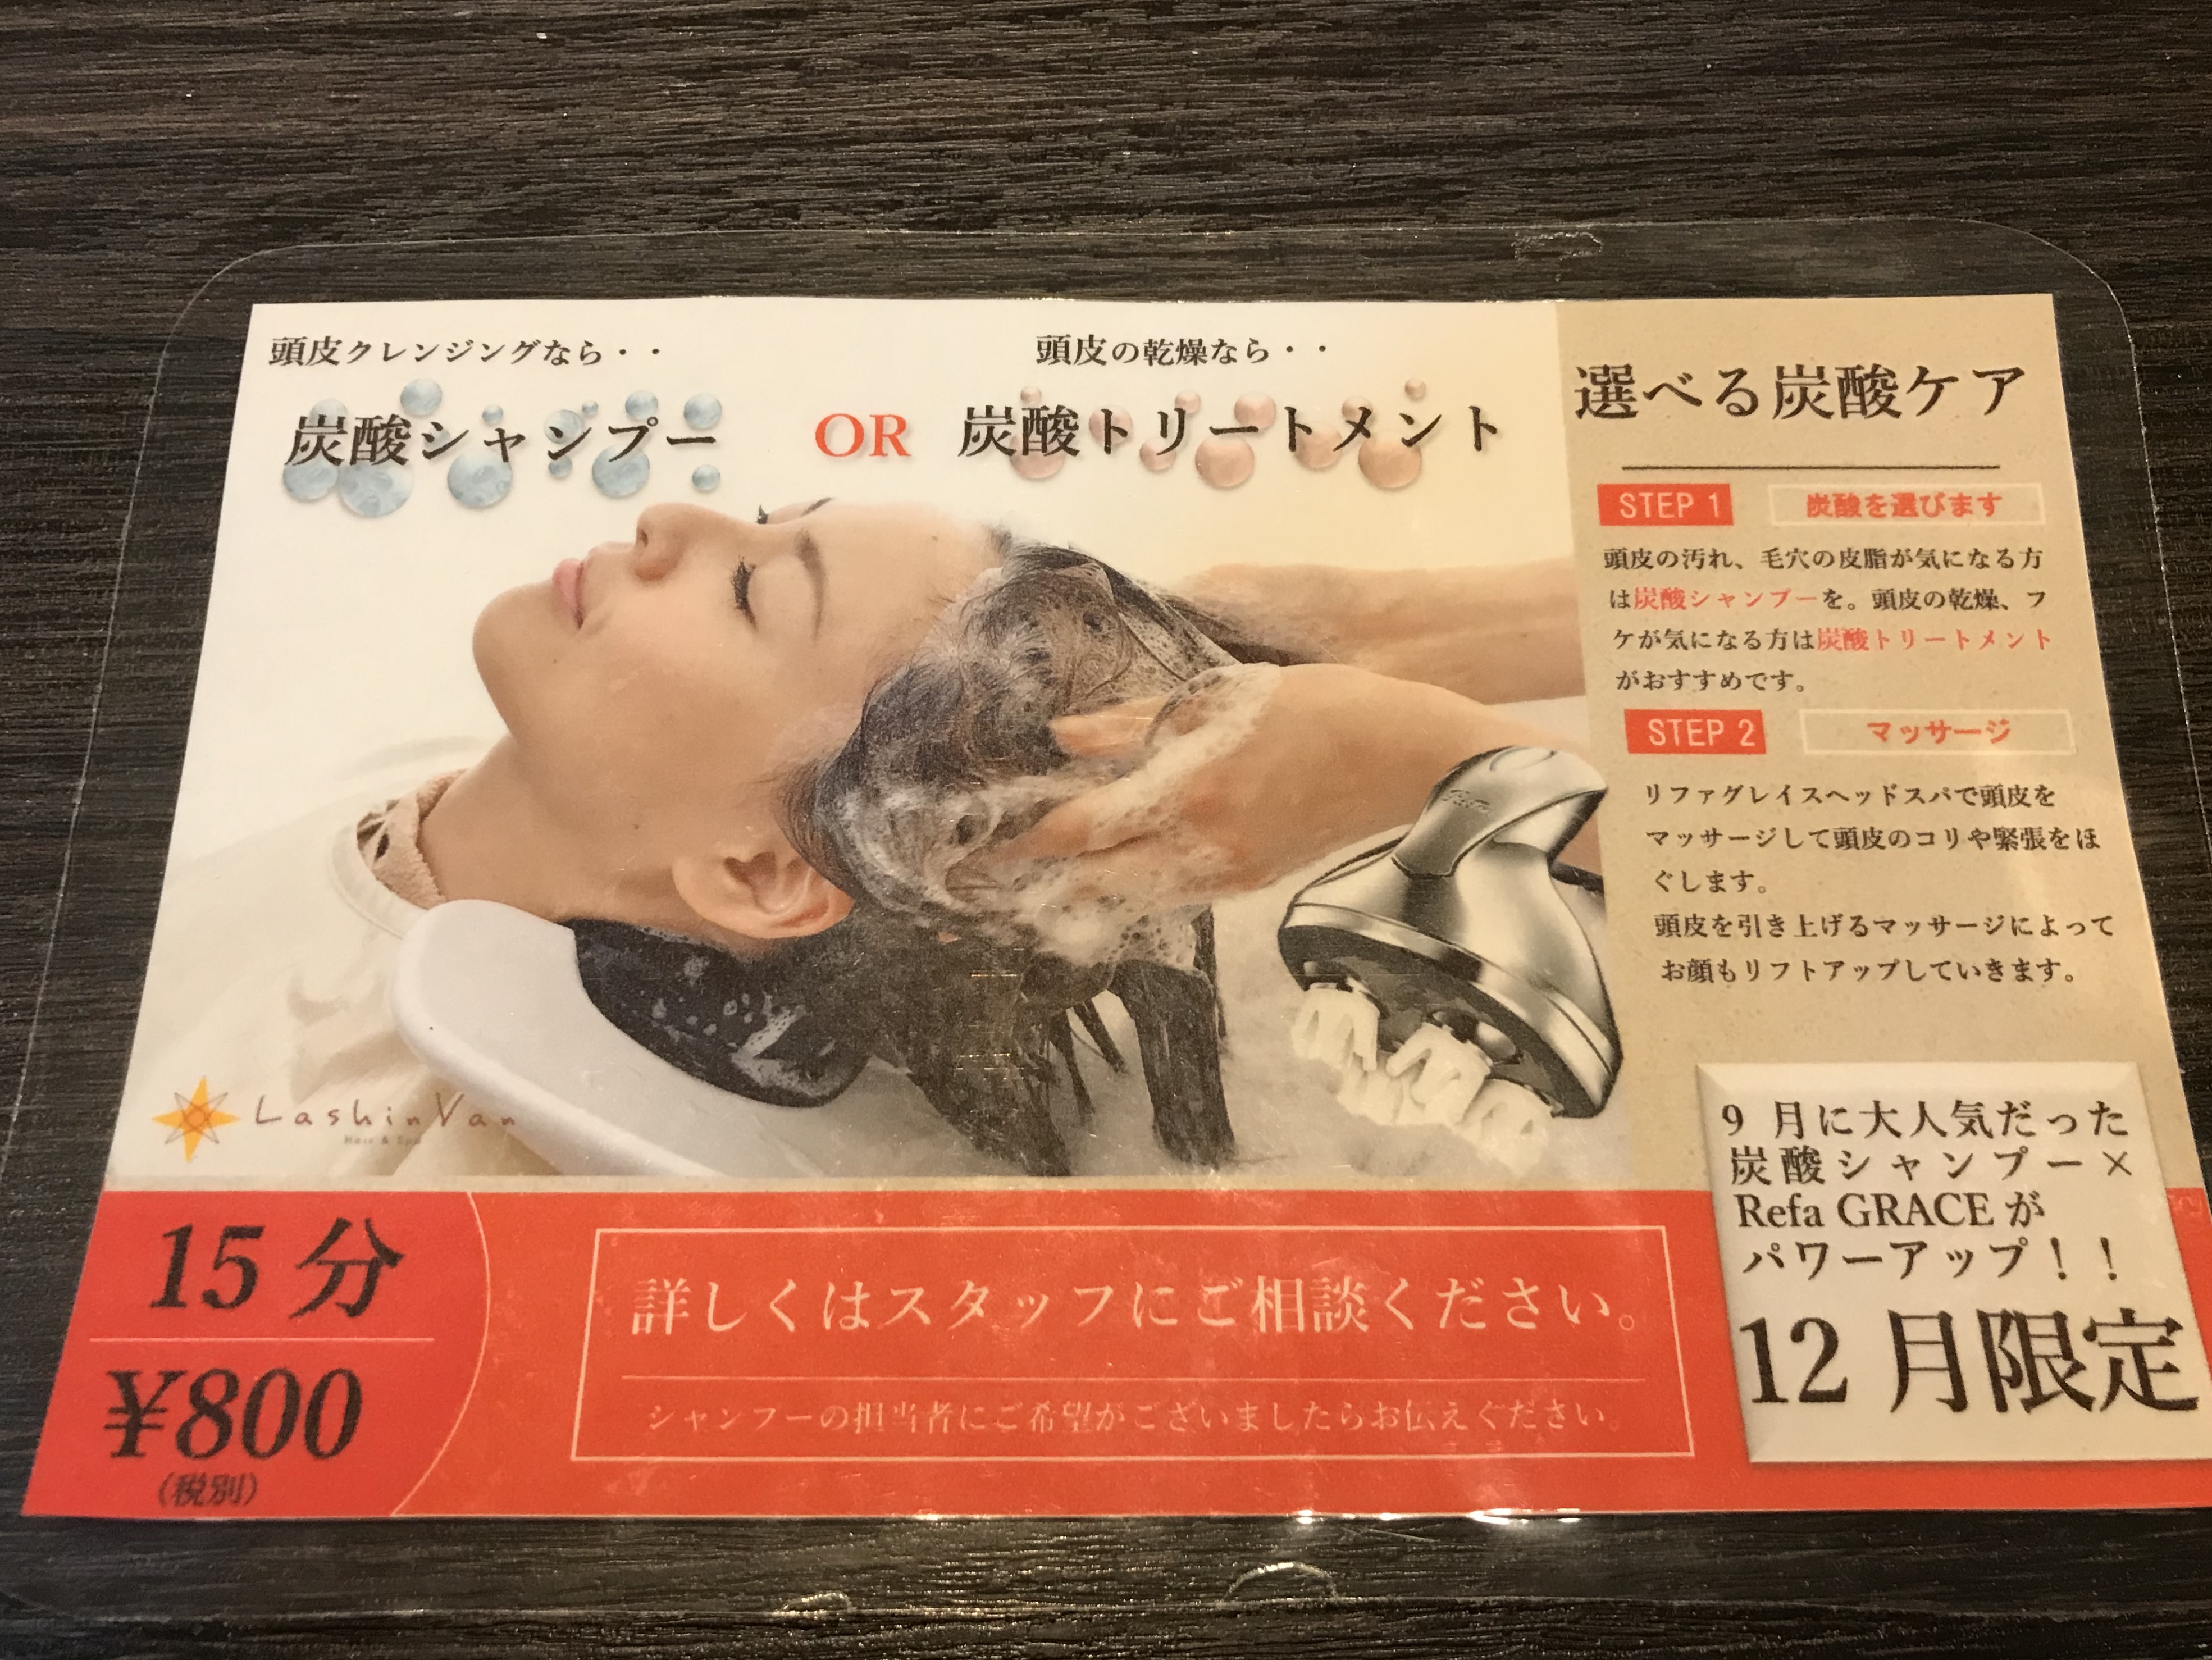 頭皮クレンジングなら・・
炭酸シャンプー
OR
頭皮の乾燥なら・・
炭酸トリートメント
選べる炭酸ケア
STEP 1
炭酸を選びます
頭皮の汚れ、毛穴の皮脂が気になる方
は炭酸シャンプーを。頭皮の乾燥、フ
ケが気になる方は炭酸トリートメント
がおすすめです。
STEP 2
マッサージ
リファグレイスヘッドスパで頭皮を
マッサージして頭皮のコリや緊張をほ
ぐします。
頭皮を引き上げるマッサージによって
お顔もリフトアップしていきます。
LashinVan
Hair & Spa
15分
¥800
(税別)
詳しくはスタッフにご相談ください。
シャンプーの担当者にご希望がございましたらお伝えください。
9月に大人気だった
炭酸シャンプー×
Refa GRACEが
パワーアップ！！
12月限定